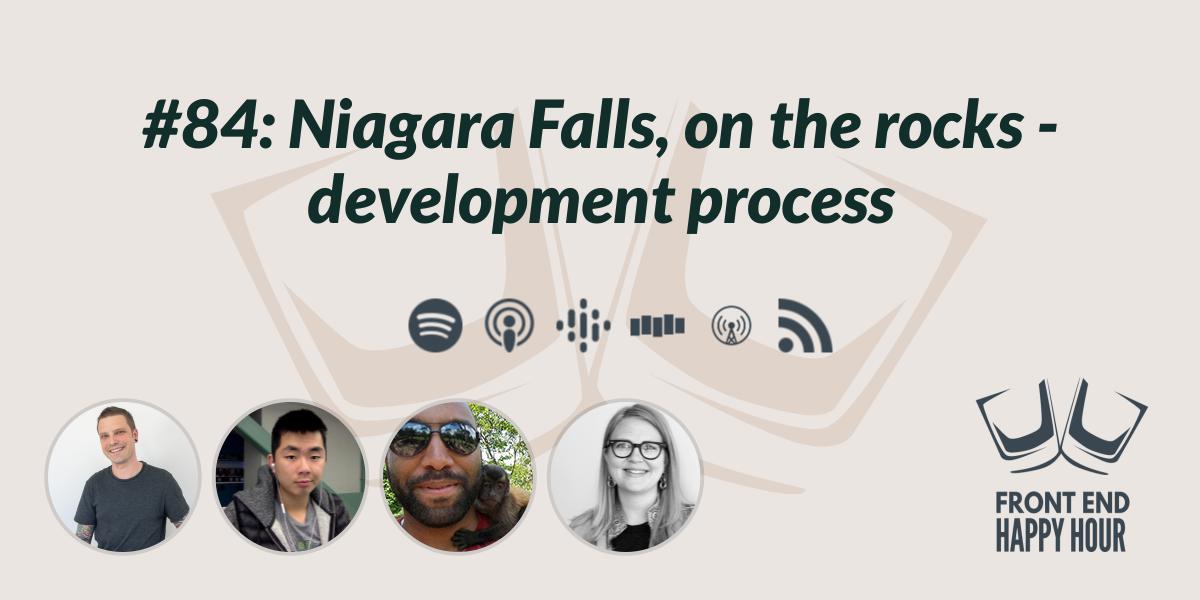 #84: Niagara Falls, on the rocks -
development process
FRONT END
HAPPY HOUR